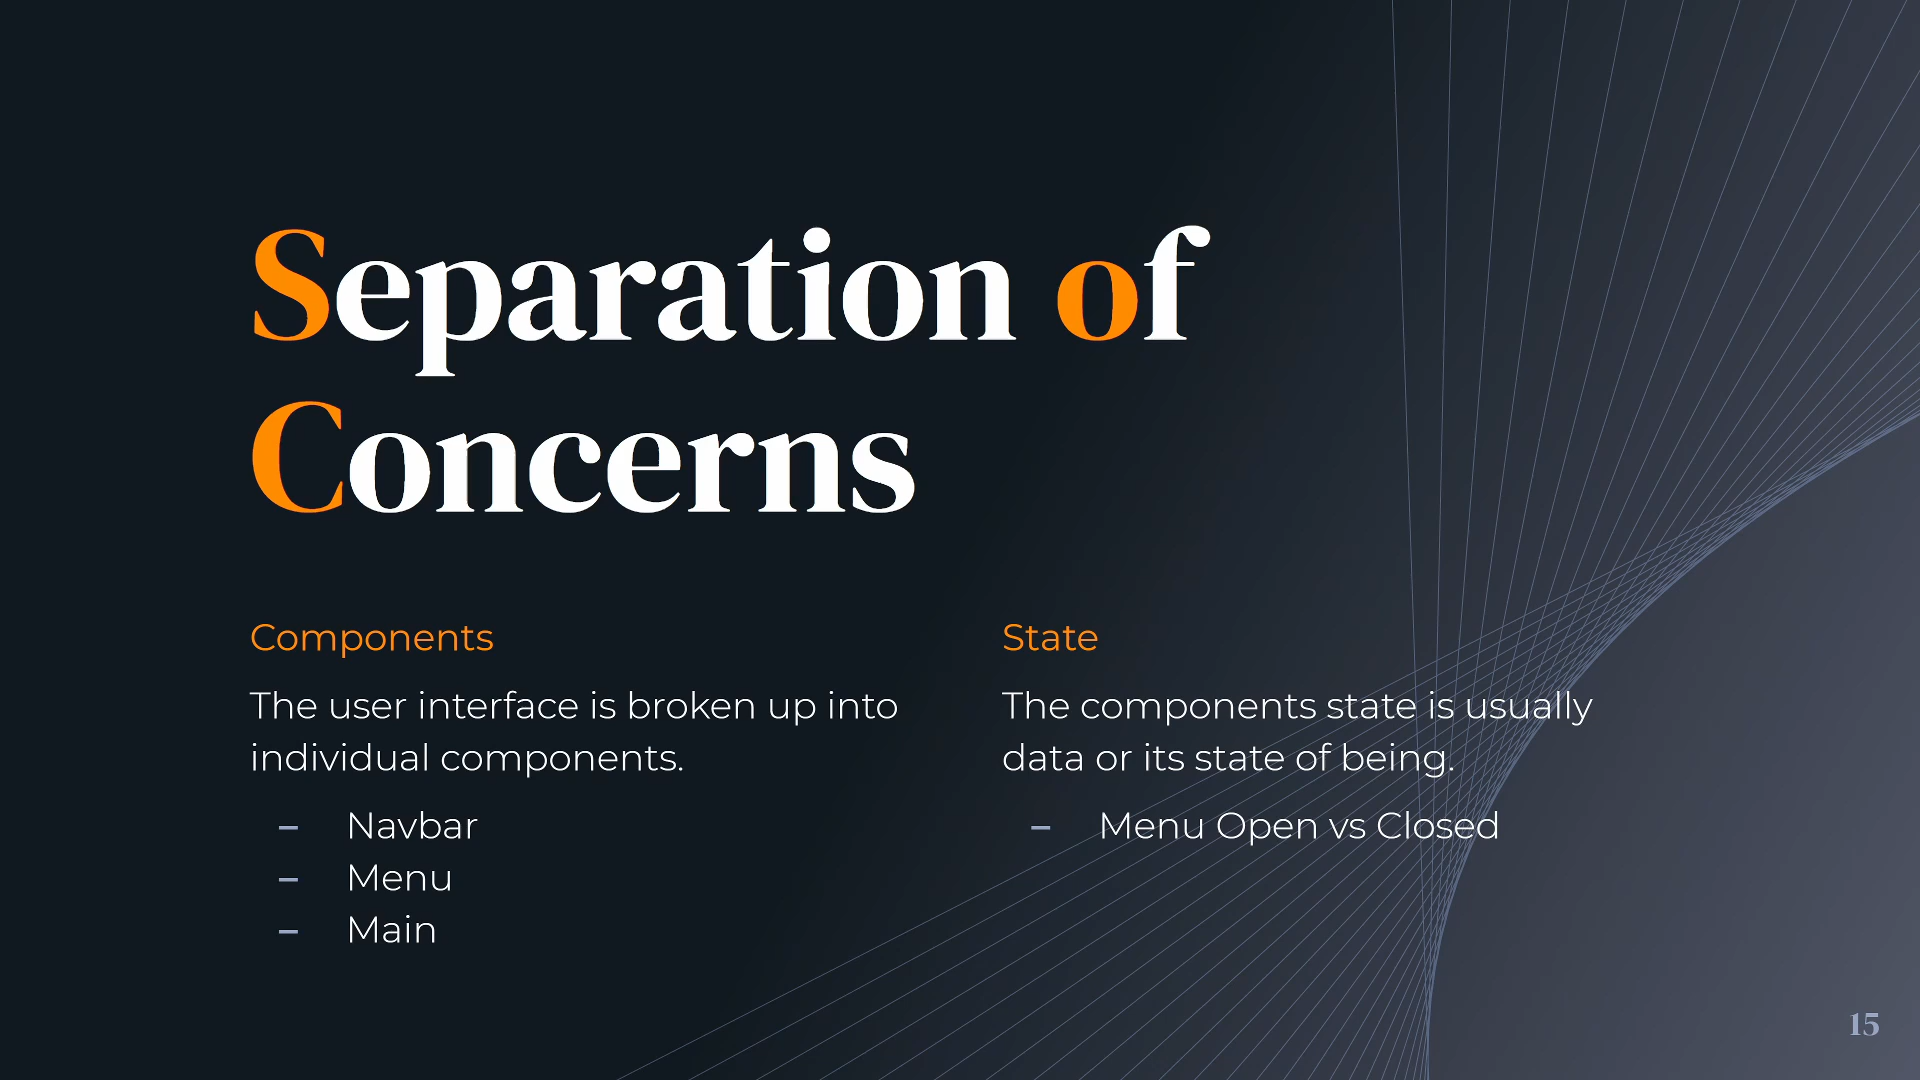 Separation of
Concerns
Components
The user interface is broken up into
individual components.
– Navbar
– Menu
– Main
State
The components state is usually
data or its state of being.
– Menu Open vs Closed
15